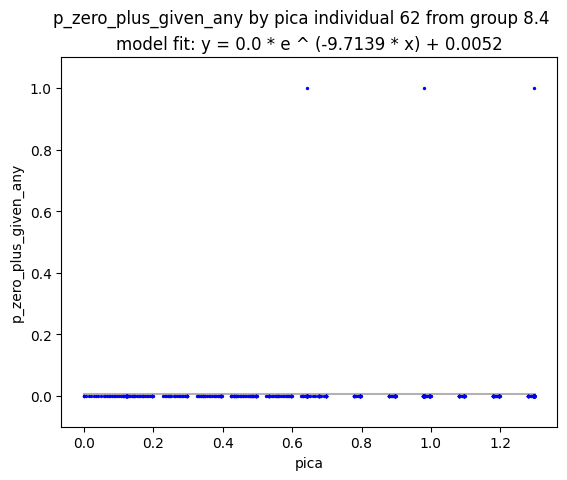 p_zero_plus_given_any by pica individual 62 from group 8.4
model fit: y = 0.0 * e ^ (-9.7139 * x) + 0.0052
1.0
0.8
0.6
0.4
0.2
0.0
p_zero_plus_given_any
0.0 0.2 0.4 0.6 0.8 1.0 1.2
pica